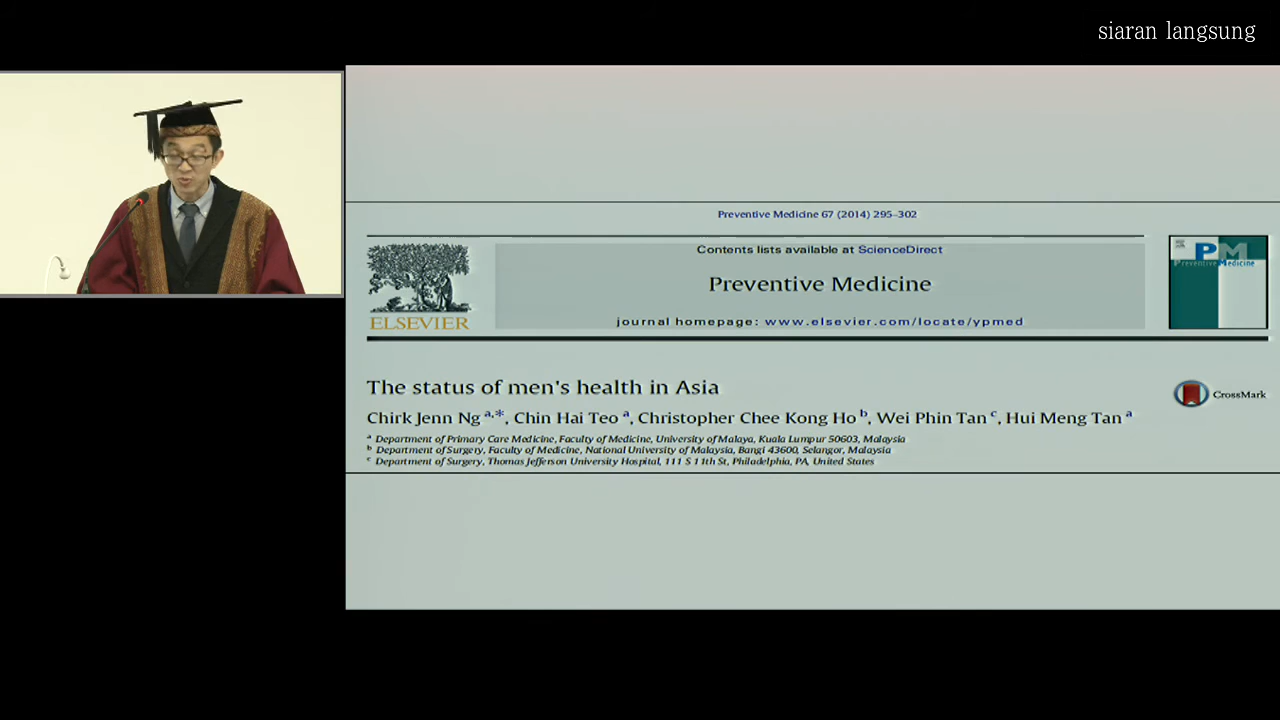 siaran langsung
Preventive Medicine 67 (2014) 295–302
Contents lists available at ScienceDirect
Preventive Medicine
journal homepage: www.elsevier.com/locate/ypmed
ELSEVIER
PM
Preventive Medicine
The status of men's health in Asia
CrossMark
Chirk Jenn Ng a,*, Chin Hai Teo a, Christopher Chee Kong Ho b, Wei Phin Tan c, Hui Meng Tan a
a Department of Primary Care Medicine, Faculty of Medicine, University of Malaya, Kuala Lumpur 50603, Malaysia
b Department of Surgery, Faculty of Medicine, National University of Malaysia, Bangi 43600, Selangor, Malaysia
c Department of Surgery, Thomas Jefferson University Hospital, 111 S 11th St, Philadelphia, PA, United States